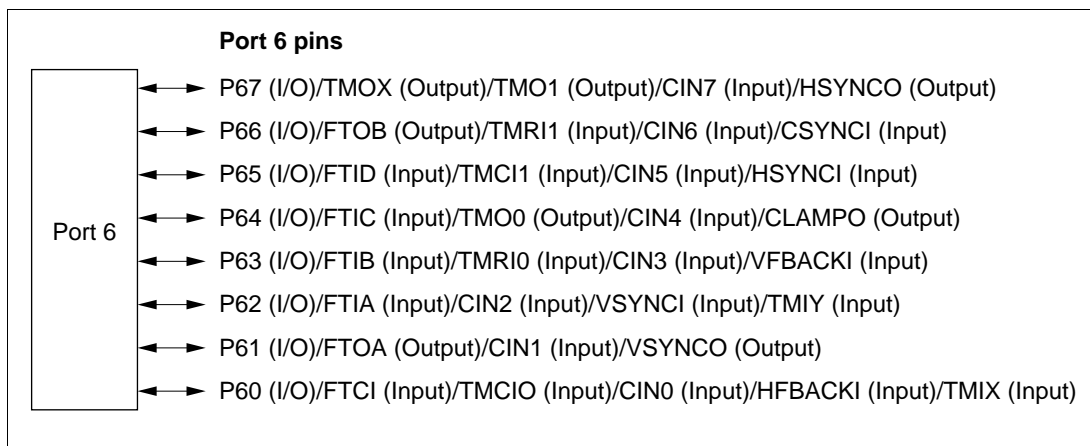 Port 6 pins
P67 (I/O)/TMOX (Output)/TMO1 (Output)/CIN7 (Input)/HSYNCO (Output)
P66 (I/O)/FTOB (Output)/TMRI1 (Input)/CIN6 (Input)/CSYNCI (Input)
P65 (I/O)/FTID (Input)/TMCI1 (Input)/CIN5 (Input)/HSYNCI (Input)
P64 (I/O)/FTIC (Input)/TMO0 (Output)/CIN4 (Input)/CLAMPO (Output)
Port 6
P63 (I/O)/FTIB (Input)/TMRI0 (Input)/CIN3 (Input)/VFBACKI (Input)
P62 (I/O)/FTIA (Input)/CIN2 (Input)/VSYNCI (Input)/TMIY (Input)
P61 (I/O)/FTOA (Output)/CIN1 (Input)/VSYNCO (Output)
P60 (I/O)/FTCI (Input)/TMCIO (Input)/CIN0 (Input)/HFBACKI (Input)/TMIX (Input)